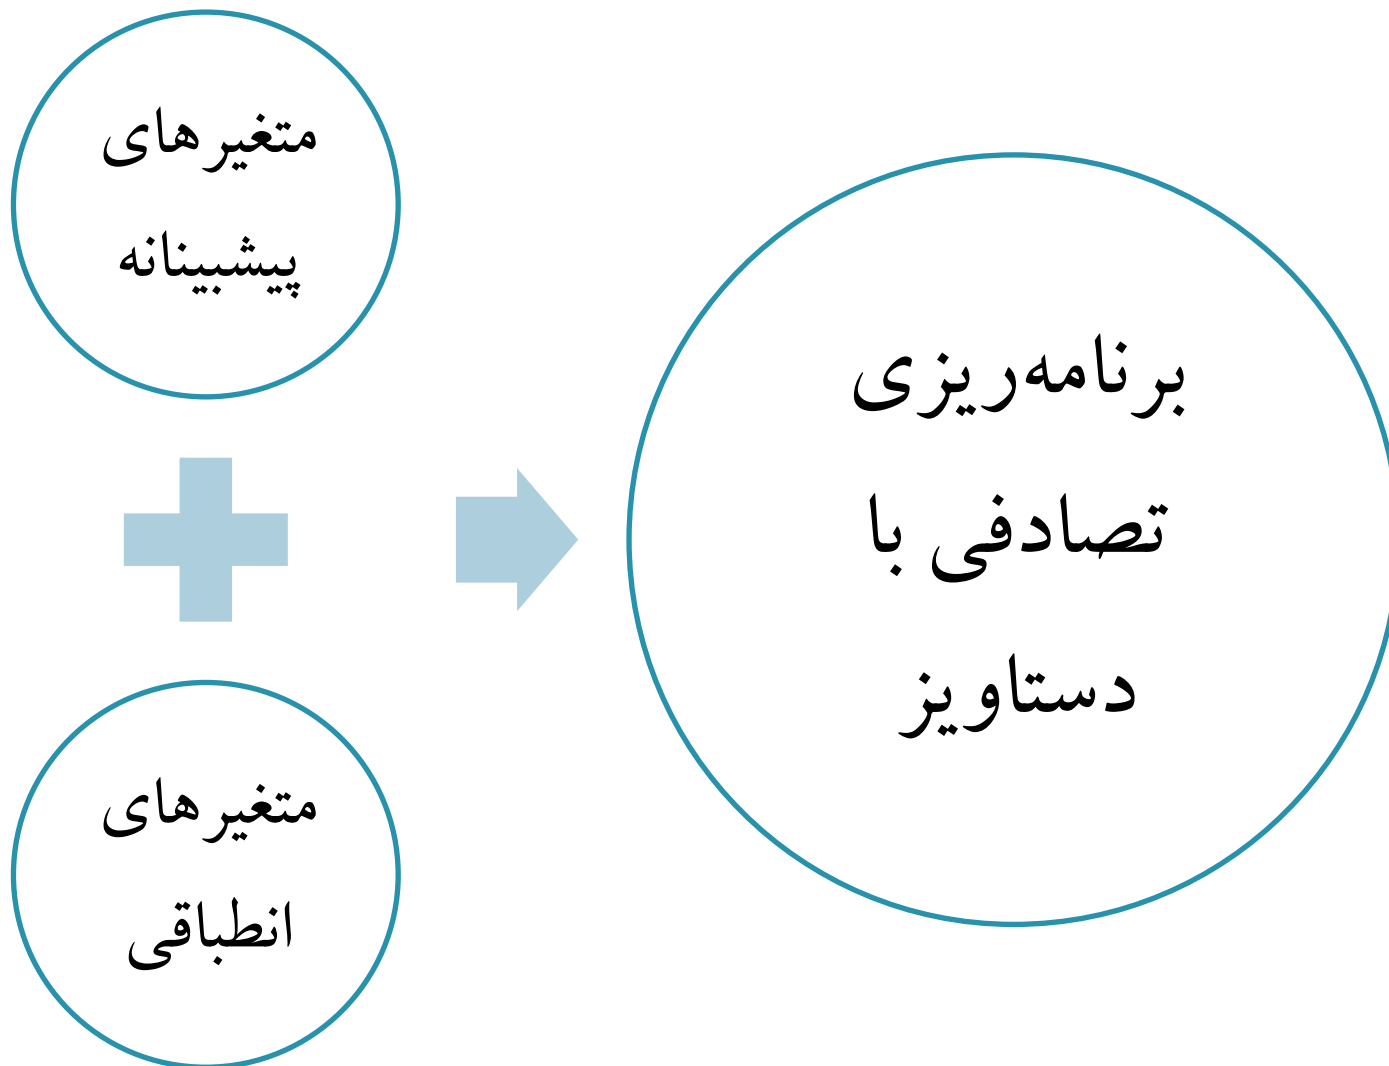 متغیرهای
پیشبینانه
متغیرهای
انطباقی
برنامه‌ریزی
تصادفی با
دستاویز